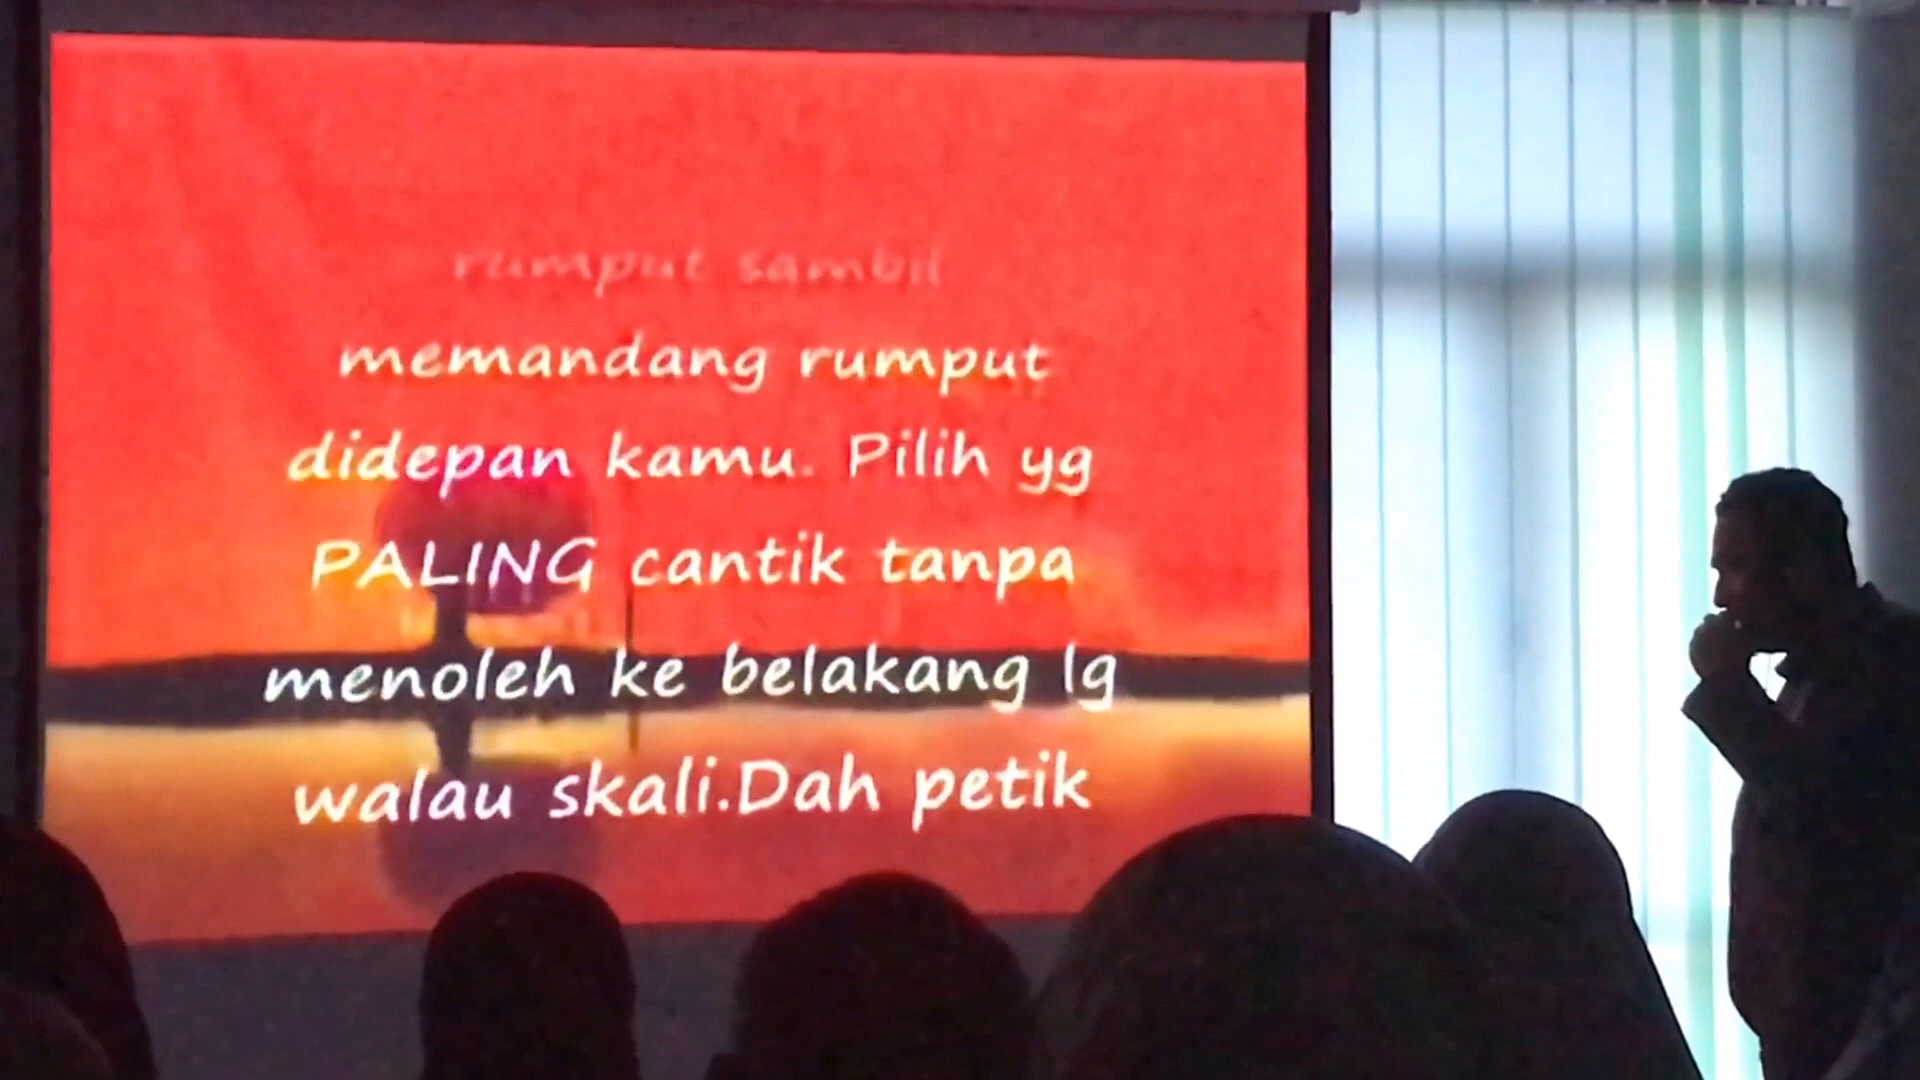 rumput sambil
memandang rumput
didepan kamu. Pilih yg
PALING cantik tanpa
menoleh ke belakang lg
walau skali.Dah petik